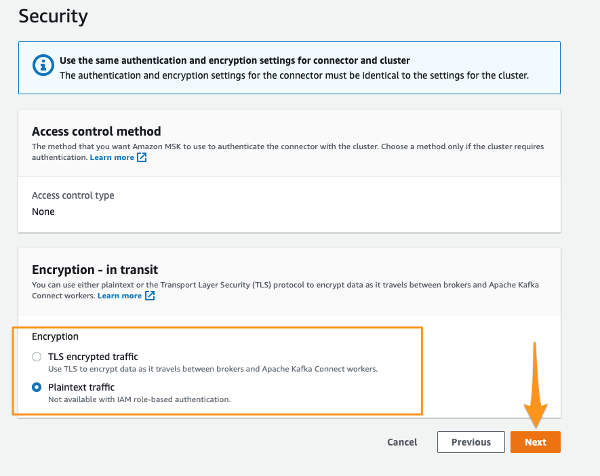 Security
Use the same authentication and encryption settings for connector and cluster
The authentication and encryption settings for the connector must be identical to the settings for the cluster.
Access control method
The method that you want Amazon MSK to use to authenticate the connector with the cluster. Choose a method only if the cluster requires
authentication. Learn more
Access control type
None
Encryption - in transit
You can use either plaintext or the Transport Layer Security (TLS) protocol to encrypt data as it travels between brokers and Apache Kafka
Connect workers. Learn more
Encryption
TLS encrypted traffic
Use TLS to encrypt data as it travels between brokers and Apache Kafka Connect workers.
Plaintext traffic
Not available with IAM role-based authentication.
Cancel Previous Next